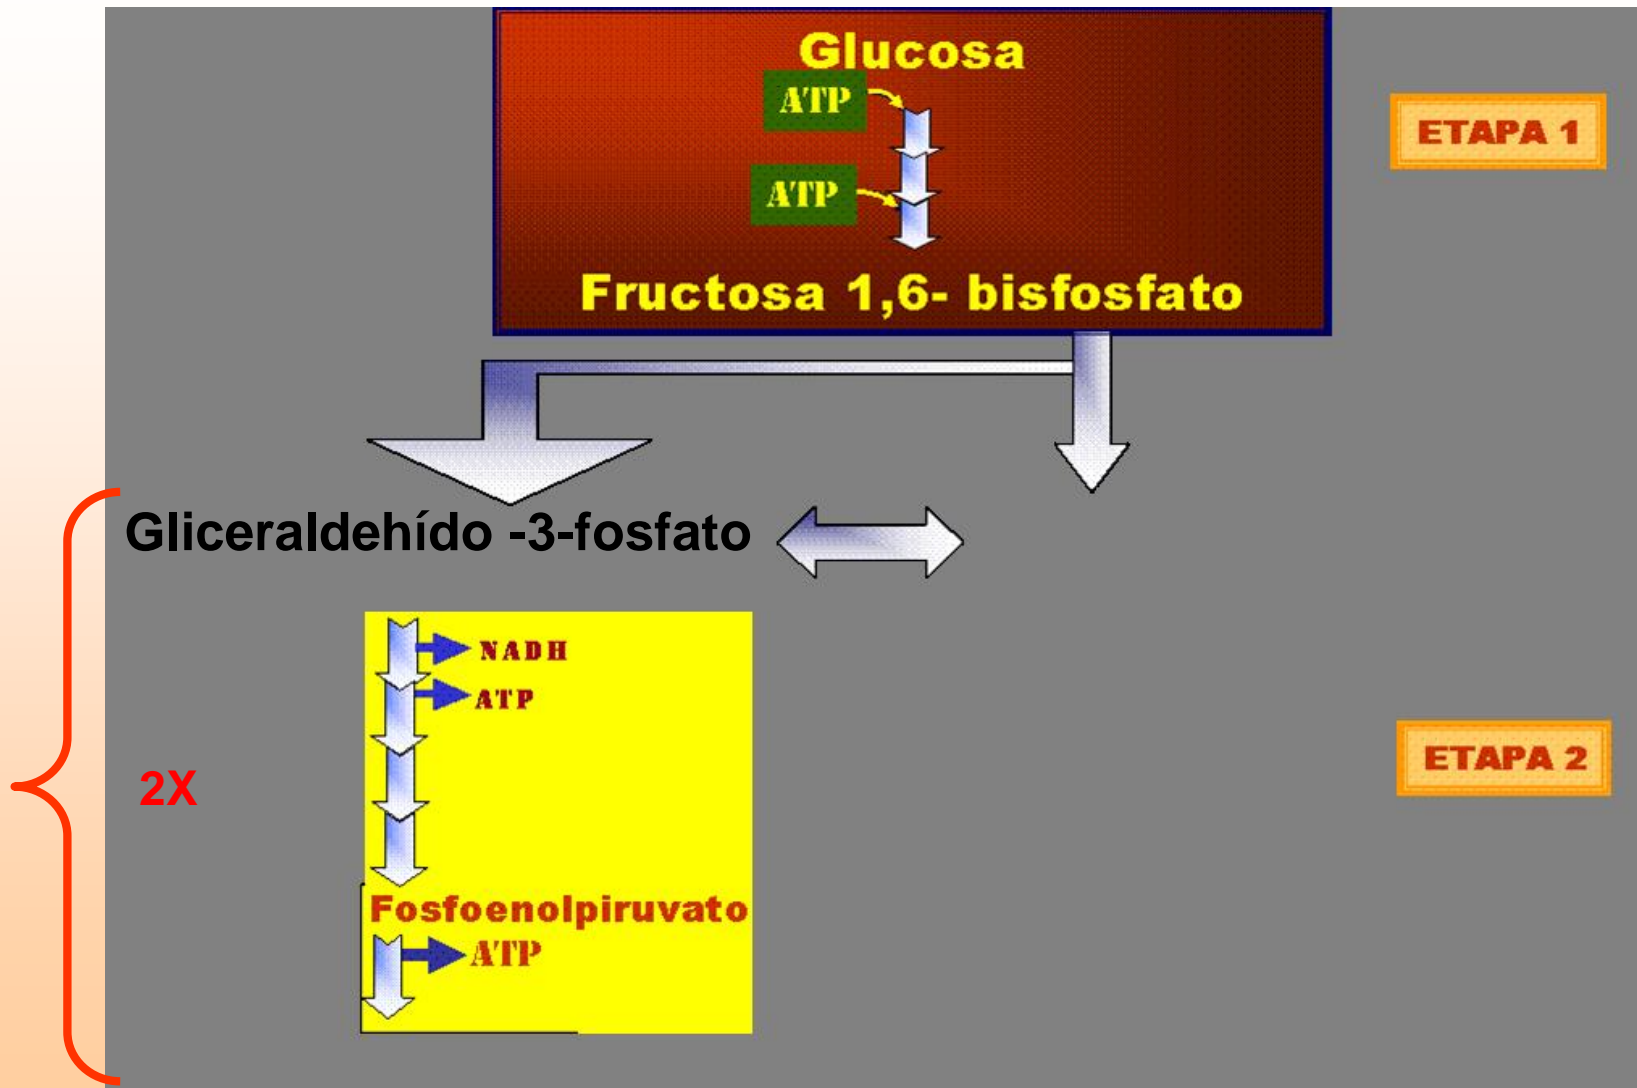 Glucosa
ATP
ETAPA 1
ATP
Fructosa 1,6- bisfosfato
Gliceraldehído -3-fosfato
NADH
ATP
2X
ETAPA 2
Fosfoenolpiruvato
ATP